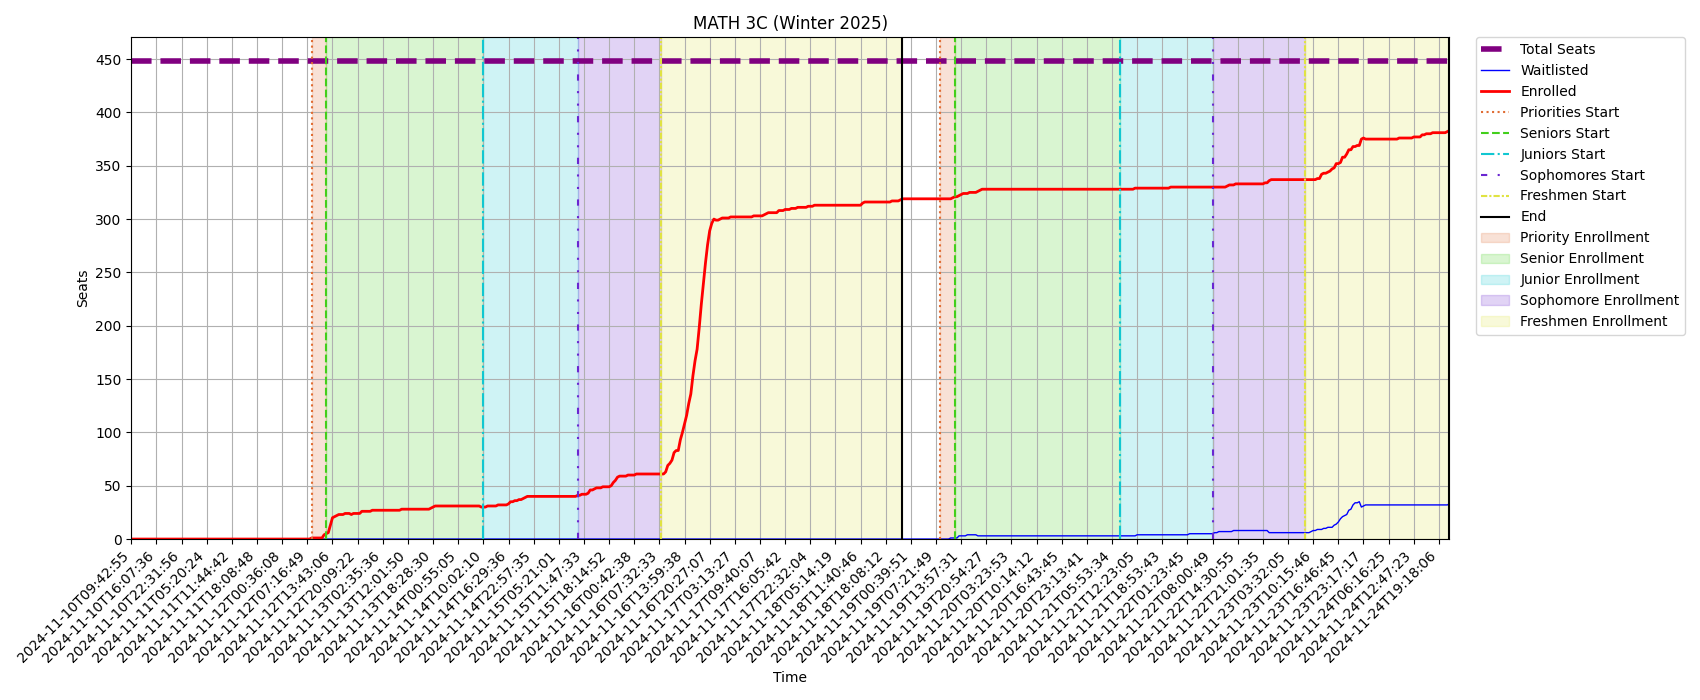 MATH 3C (Winter 2025)
Seats
450
400
350
300
250
200
150
100
50
0
2024-11-10T09:42:55
2024-11-10T16:07:36
2024-11-10T22:31:56
2024-11-11T05:20:24
2024-11-11T11:44:42
2024-11-11T18:08:48
2024-11-12T00:36:08
2024-11-12T07:16:49
2024-11-12T13:43:06
2024-11-12T20:09:22
2024-11-13T02:35:36
2024-11-13T12:01:50
2024-11-13T18:28:30
2024-11-14T00:55:05
2024-11-14T10:02:10
2024-11-14T16:29:36
2024-11-14T22:57:35
2024-11-15T05:21:01
2024-11-15T11:47:33
2024-11-15T18:14:52
2024-11-16T00:42:38
2024-11-16T07:32:33
2024-11-16T13:59:38
2024-11-16T20:27:07
2024-11-17T03:13:27
2024-11-17T09:40:07
2024-11-17T16:05:42
2024-11-17T22:32:04
2024-11-18T05:14:19
2024-11-18T11:40:46
2024-11-18T18:08:12
2024-11-19T00:39:51
2024-11-19T07:21:49
2024-11-19T13:57:31
2024-11-19T20:54:27
2024-11-20T03:23:53
2024-11-20T10:14:12
2024-11-20T16:43:45
2024-11-20T23:13:41
2024-11-21T05:53:34
2024-11-21T12:23:05
2024-11-21T18:53:43
2024-11-22T01:23:45
2024-11-22T08:00:49
2024-11-22T14:30:55
2024-11-22T21:01:35
2024-11-23T03:32:05
2024-11-23T10:15:46
2024-11-23T16:46:45
2024-11-23T23:17:17
2024-11-24T06:16:25
2024-11-24T12:47:23
2024-11-24T19:18:06
Time
Total Seats
Waitlisted
Enrolled
Priorities Start
Seniors Start
Juniors Start
Sophomores Start
Freshmen Start
End
Priority Enrollment
Senior Enrollment
Junior Enrollment
Sophomore Enrollment
Freshmen Enrollment